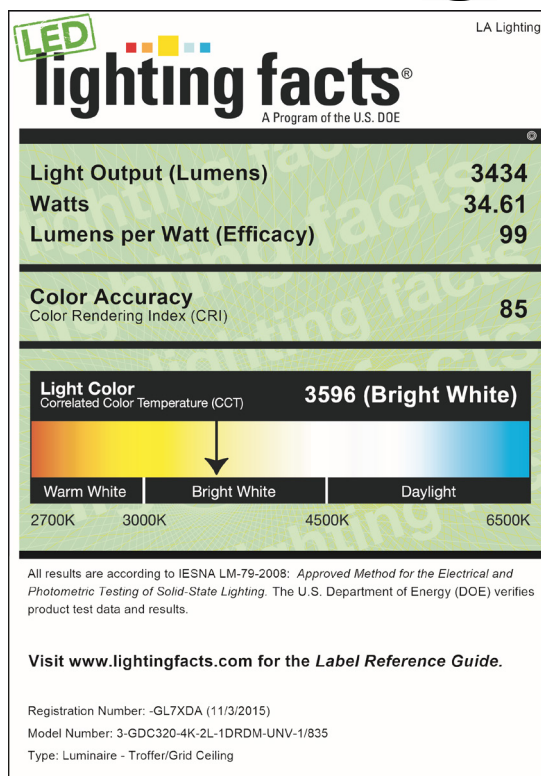 LA Lighting
LED
lighting facts®
A Program of the U.S. DOE
©
Light Output (Lumens) 3434
Watts 34.61
Lumens per Watt (Efficacy) 99
Color Accuracy
Color Rendering Index (CRI) 85
Light Color
Correlated Color Temperature (CCT) 3596 (Bright White)
Warm White Bright White Daylight
2700K 3000K 4500K 6500K
All results are according to IESNA LM-79-2008: Approved Method for the Electrical and
Photometric Testing of Solid-State Lighting. The U.S. Department of Energy (DOE) verifies
product test data and results.
Visit www.lightingfacts.com for the Label Reference Guide.
Registration Number: -GL7XDA (11/3/2015)
Model Number: 3-GDC320-4K-2L-1DRDM-UNV-1/835
Type: Luminaire - Troffer/Grid Ceiling